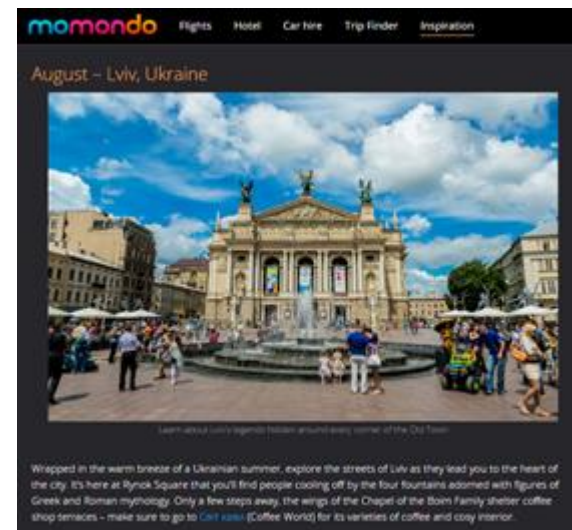 momondo Flights Hotel Car hire Trip Finder Inspiration
August – Lviv, Ukraine
Learn about Lviv's legends hidden around every corner of the Old Town
Wrapped in the warm breeze of a Ukrainian summer, explore the streets of Lviv as they lead you to the heart of
the city. It's here at Rynok Square that you'll find people cooling off by the four fountains adorned with figures of
Greek and Roman mythology. Only a few steps away, the wings of the Chapel of the Boim Family shelter coffee
shop terraces – make sure to go to Світ кави (Coffee World) for its varieties of coffee and cosy interior.